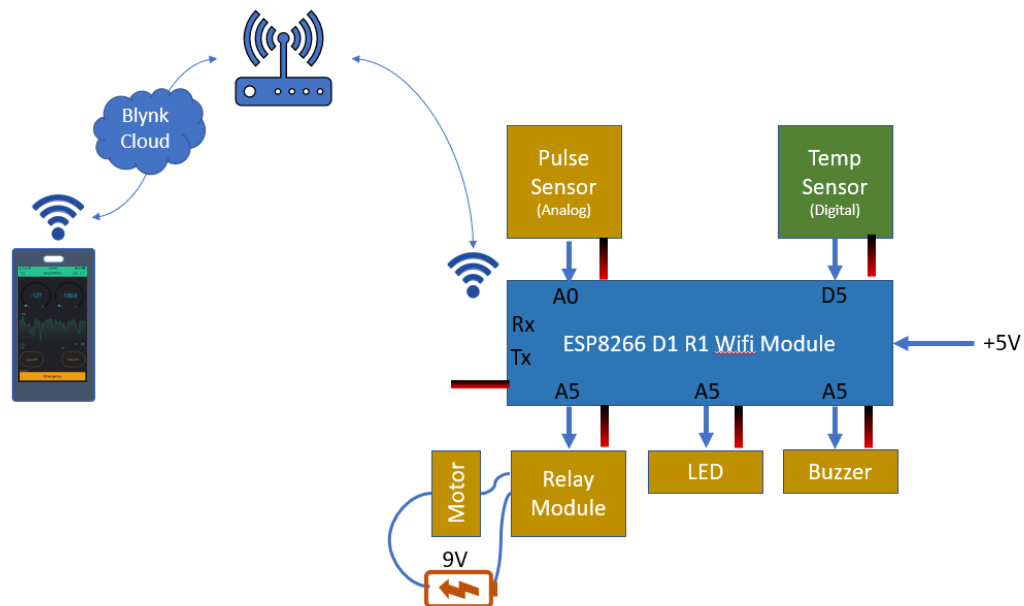 Blynk
Cloud
Pulse
Sensor
(Analog)
Temp
Sensor
(Digital)
A0
D5
Rx
Tx
ESP8266 D1 R1 Wifi Module
+5V
A5
A5
A5
Motor
Relay
Module
LED
Buzzer
9V
Emergency